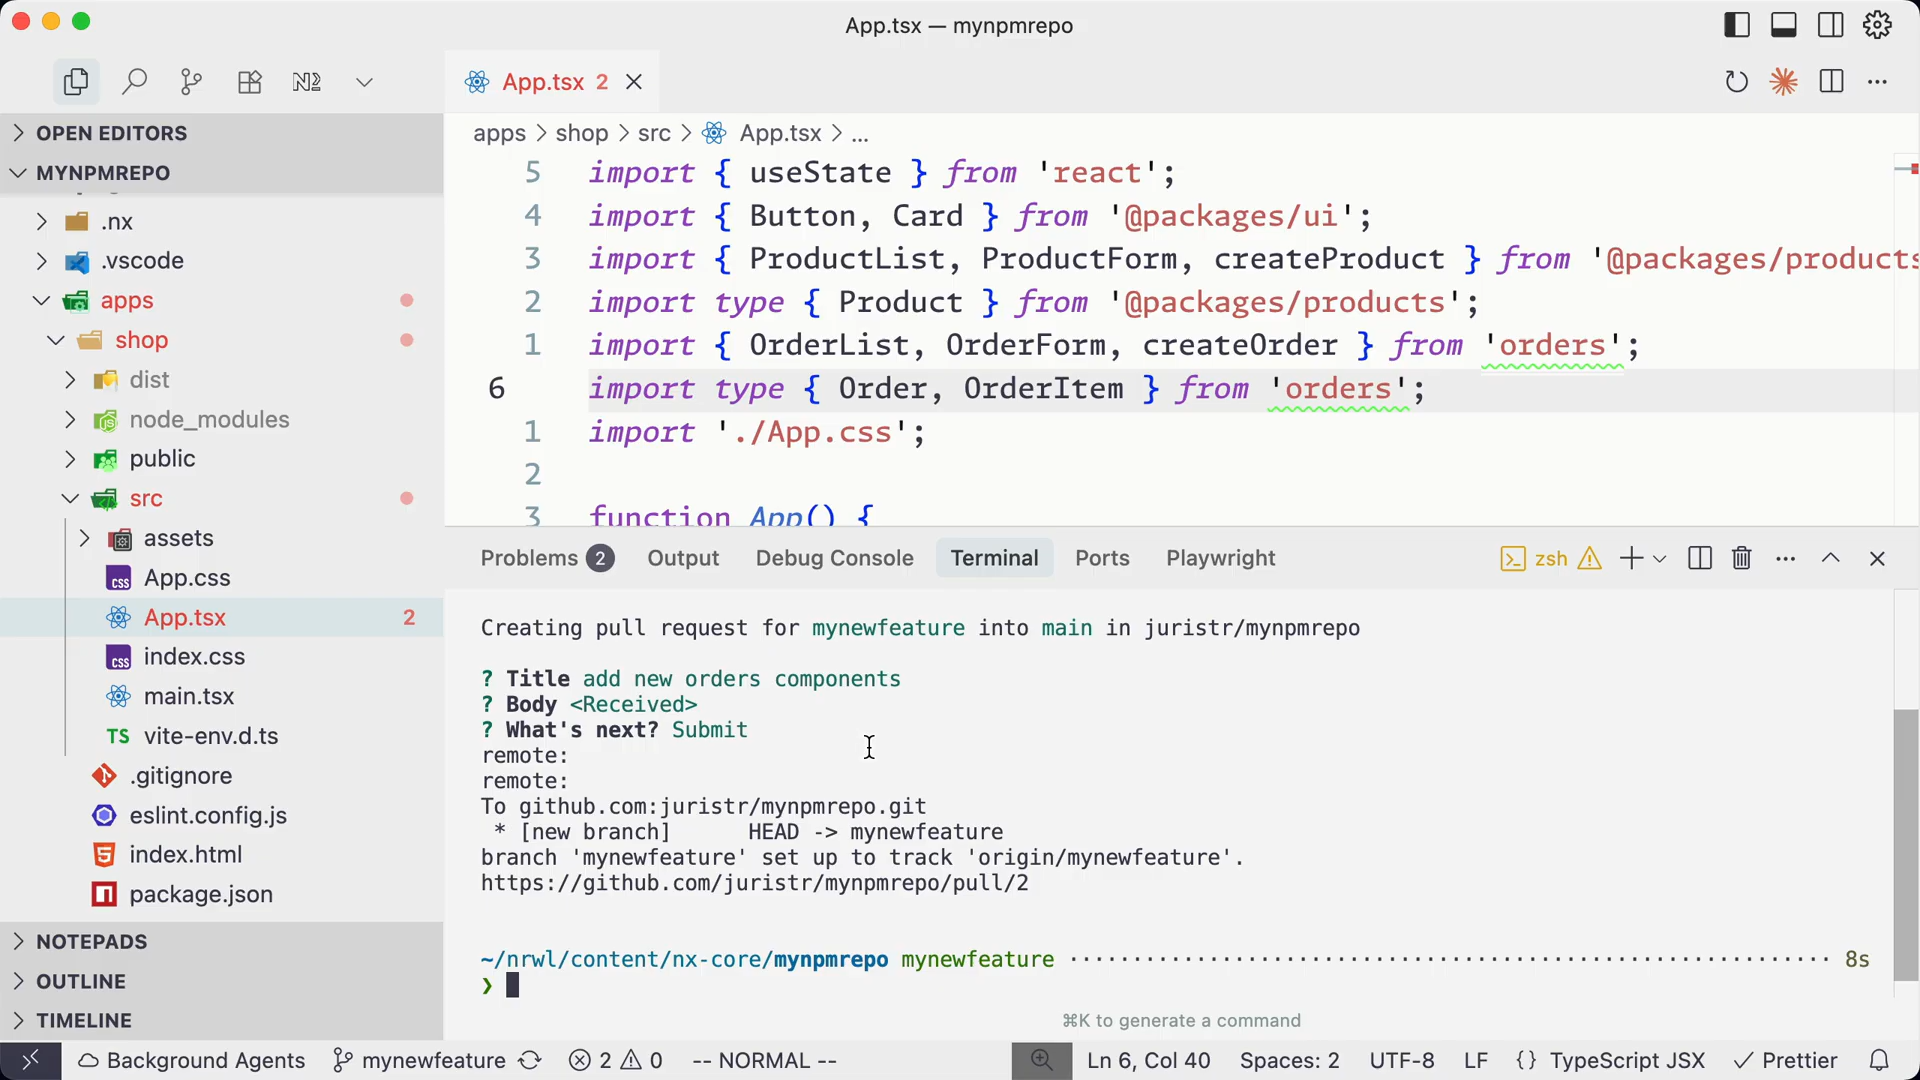 App.tsx — mynpmrepo
App.tsx 2
OPEN EDITORS
MYNPMREPO
.nx
.vscode
apps
shop
dist
node_modules
public
src
assets
App.css
App.tsx 2
index.css
main.tsx
TS vite-env.d.ts
.gitignore
eslint.config.js
index.html
package.json
NOTEPADS
OUTLINE
TIMELINE
apps > shop > src > App.tsx > ...
5 import { useState } from 'react';
4 import { Button, Card } from '@packages/ui';
3 import { ProductList, ProductForm, createProduct } from '@packages/products
2 import type { Product } from '@packages/products';
1 import { OrderList, OrderForm, createOrder } from 'orders';
6 import type { Order, OrderItem } from 'orders';
1 import './App.css';
2
3 function App() {
Problems 2 Output Debug Console Terminal Ports Playwright zsh
Creating pull request for mynewfeature into main in juristr/mynpmrepo
? Title add new orders components
? Body <Received>
? What's next? Submit
remote:
remote:
To github.com:juristr/mynpmrepo.git
* [new branch] HEAD -> mynewfeature
branch 'mynewfeature' set up to track 'origin/mynewfeature'.
https://github.com/juristr/mynpmrepo/pull/2
~/nrwl/content/nx-core/mynpmrepo mynewfeature 8s
❯
⌘K to generate a command
Background Agents mynewfeature 2 0 -- NORMAL -- Ln 6, Col 40 Spaces: 2 UTF-8 LF {} TypeScript JSX Prettier